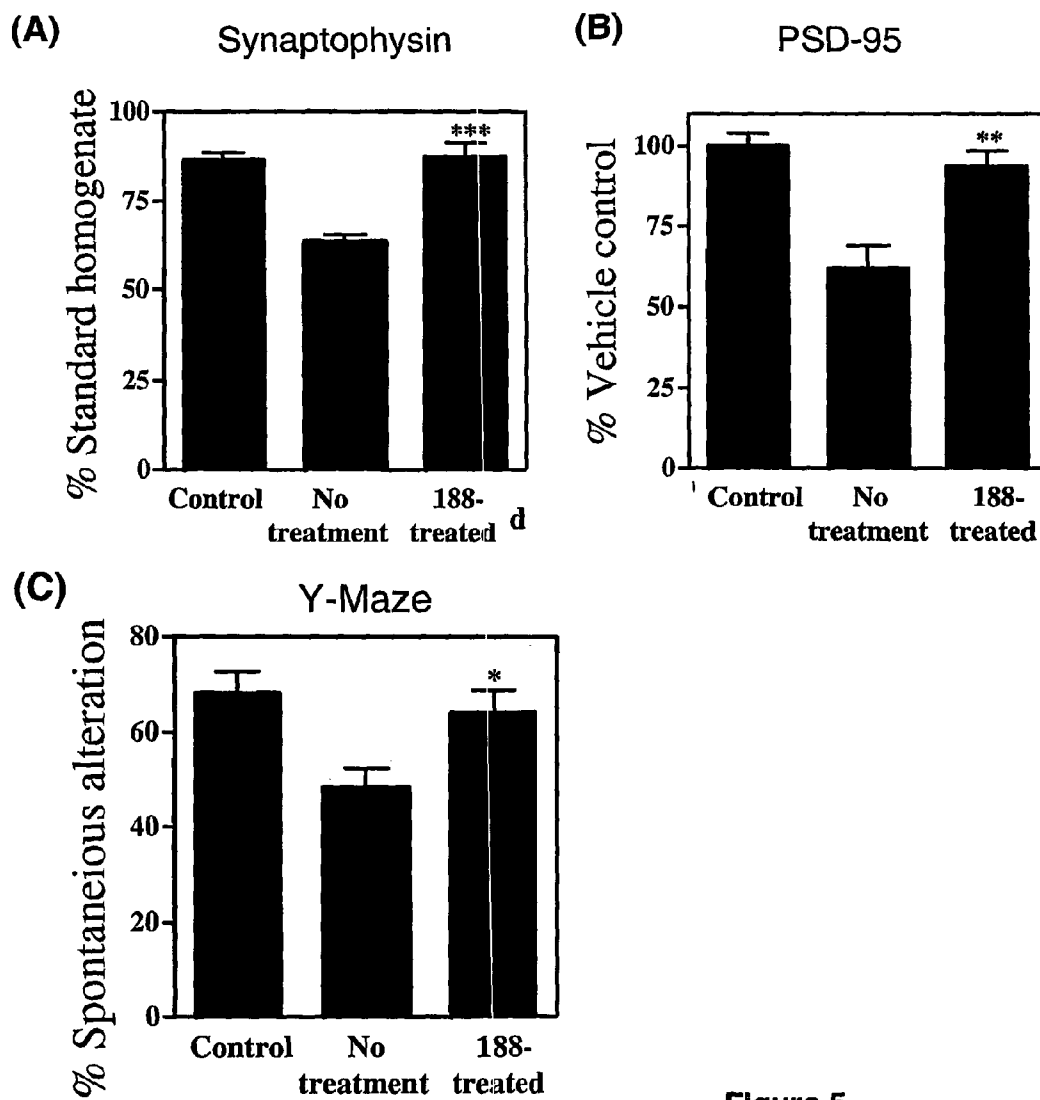 (A)
Synaptophysin
% Standard homogenate
100
75
50
25
0
***
Control
No treatment
188-treated d
(B)
PSD-95
% Vehicle control
100
75
50
25
0
**
Control
No treatment
188-treated
(C)
Y-Maze
% Spontaneious alteration
80
60
40
20
0
*
Control
No treatment
188-treated
Figure 5